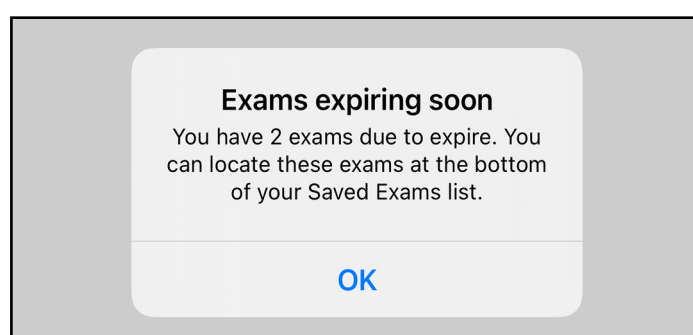 Exams expiring soon
You have 2 exams due to expire. You
can locate these exams at the bottom
of your Saved Exams list.
OK